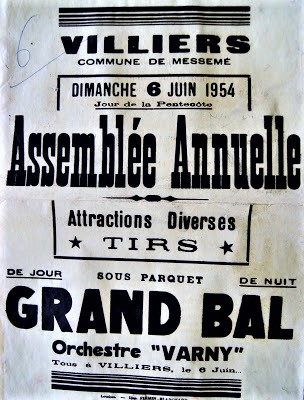 6
VILLIERS
COMMUNE DE MESSEMÉ
DIMANCHE 6 JUIN 1954
Jour de la Pentecôte
Assemblée Annuelle
Attractions Diverses
★ TIRS ★
DE JOUR SOUS PARQUET DE NUIT
GRAND BAL
Orchestre "VARNY"
Tous à VILLIERS, le 6 Juin...